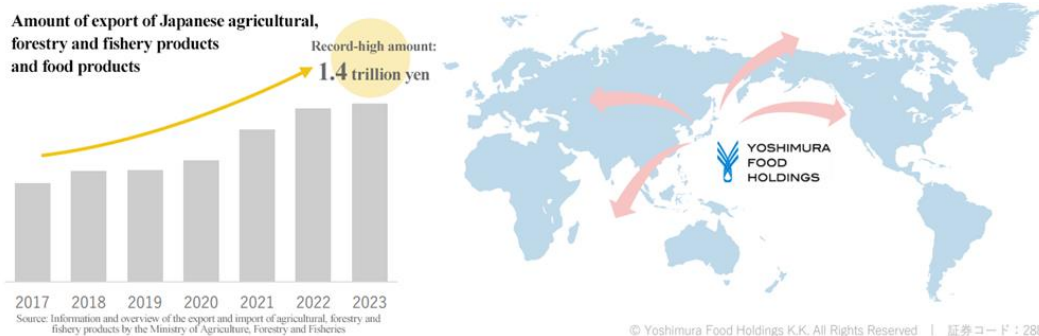 Amount of export of Japanese agricultural,
forestry and fishery products
and food products
Record-high amount:
1.4 trillion yen
2017 2018 2019 2020 2021 2022 2023
Source: Information and overview of the export and import of agricultural, forestry and
fishery products by the Ministry of Agriculture, Forestry and Fisheries
YOSHIMURA
FOOD
HOLDINGS
© Yoshimura Food Holdings K.K. All Rights Reserved | 証券コード：288